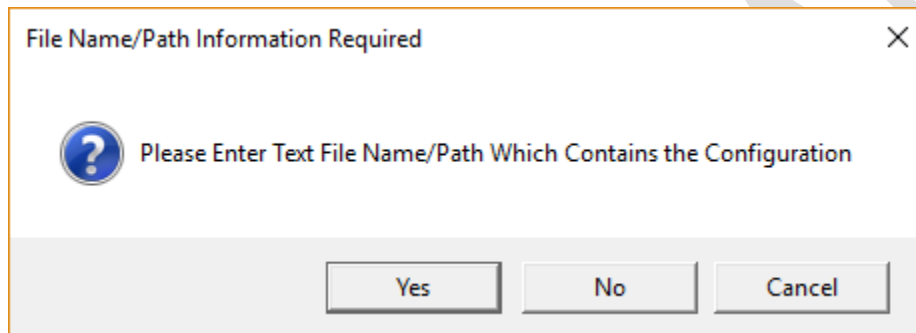 File Name/Path Information Required
Please Enter Text File Name/Path Which Contains the Configuration
Yes No Cancel